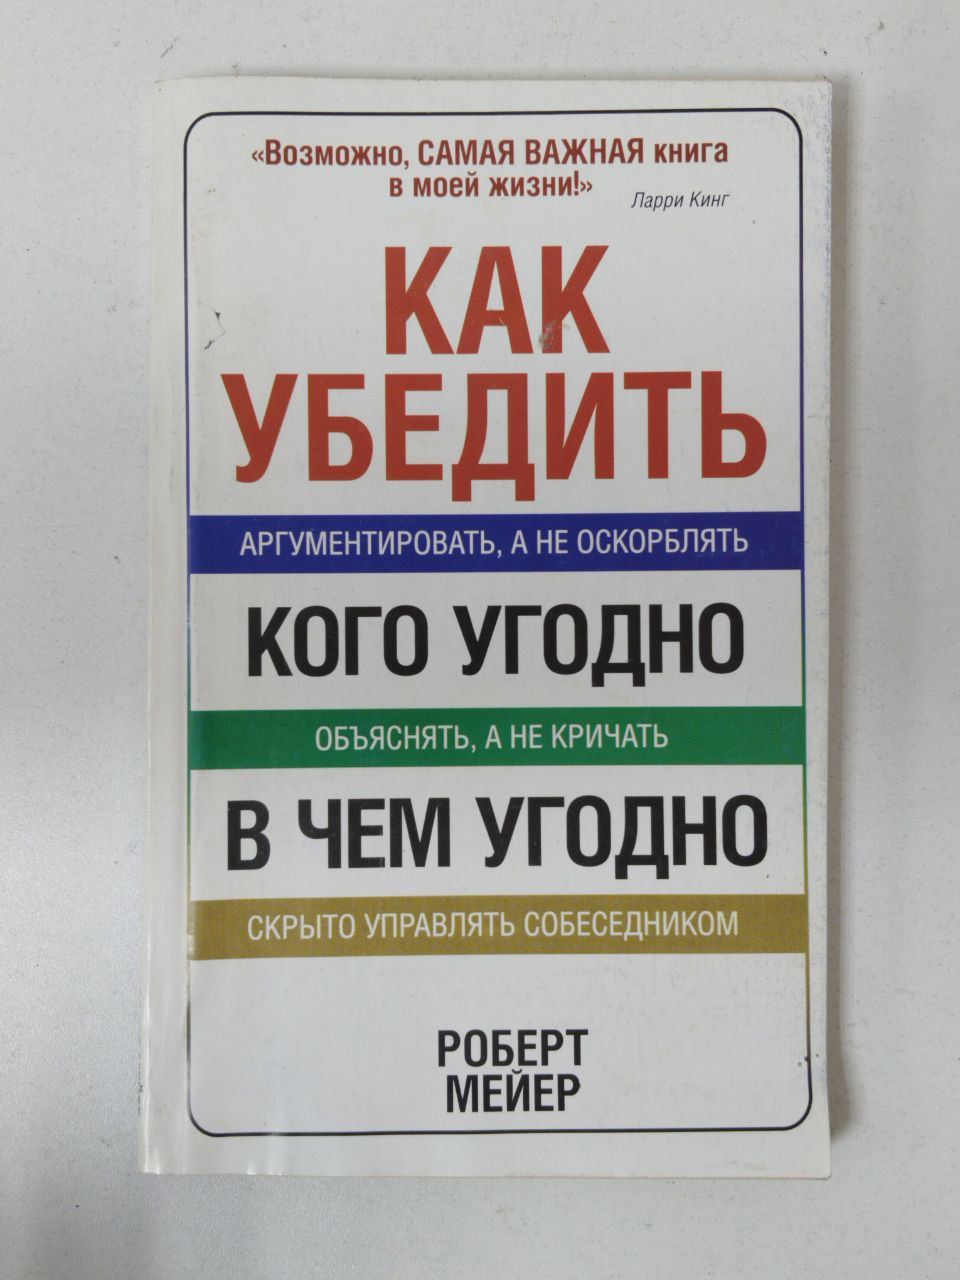 «Возможно, САМАЯ ВАЖНАЯ книга
в моей жизни!»
Ларри Кинг
КАК
УБЕДИТЬ
АРГУМЕНТИРОВАТЬ, А НЕ ОСКОРБЛЯТЬ
КОГО УГОДНО
ОБЪЯСНЯТЬ, А НЕ КРИЧАТЬ
В ЧЕМ УГОДНО
СКРЫТО УПРАВЛЯТЬ СОБЕСЕДНИКОМ
РОБЕРТ
МЕЙЕР